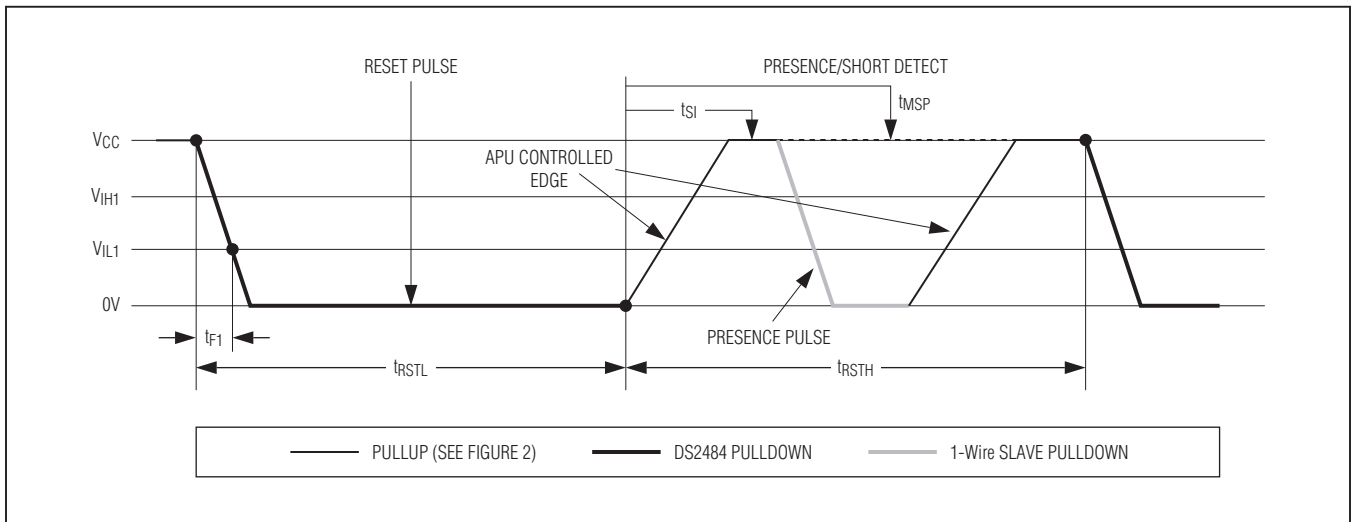 RESET PULSE
PRESENCE/SHORT DETECT
tMSP
tSI
VCC
APU CONTROLLED
EDGE
VIH1
VIL1
0V
tF1
PRESENCE PULSE
tRSTL
tRSTH
PULLUP (SEE FIGURE 2)
DS2484 PULLDOWN
1-Wire SLAVE PULLDOWN